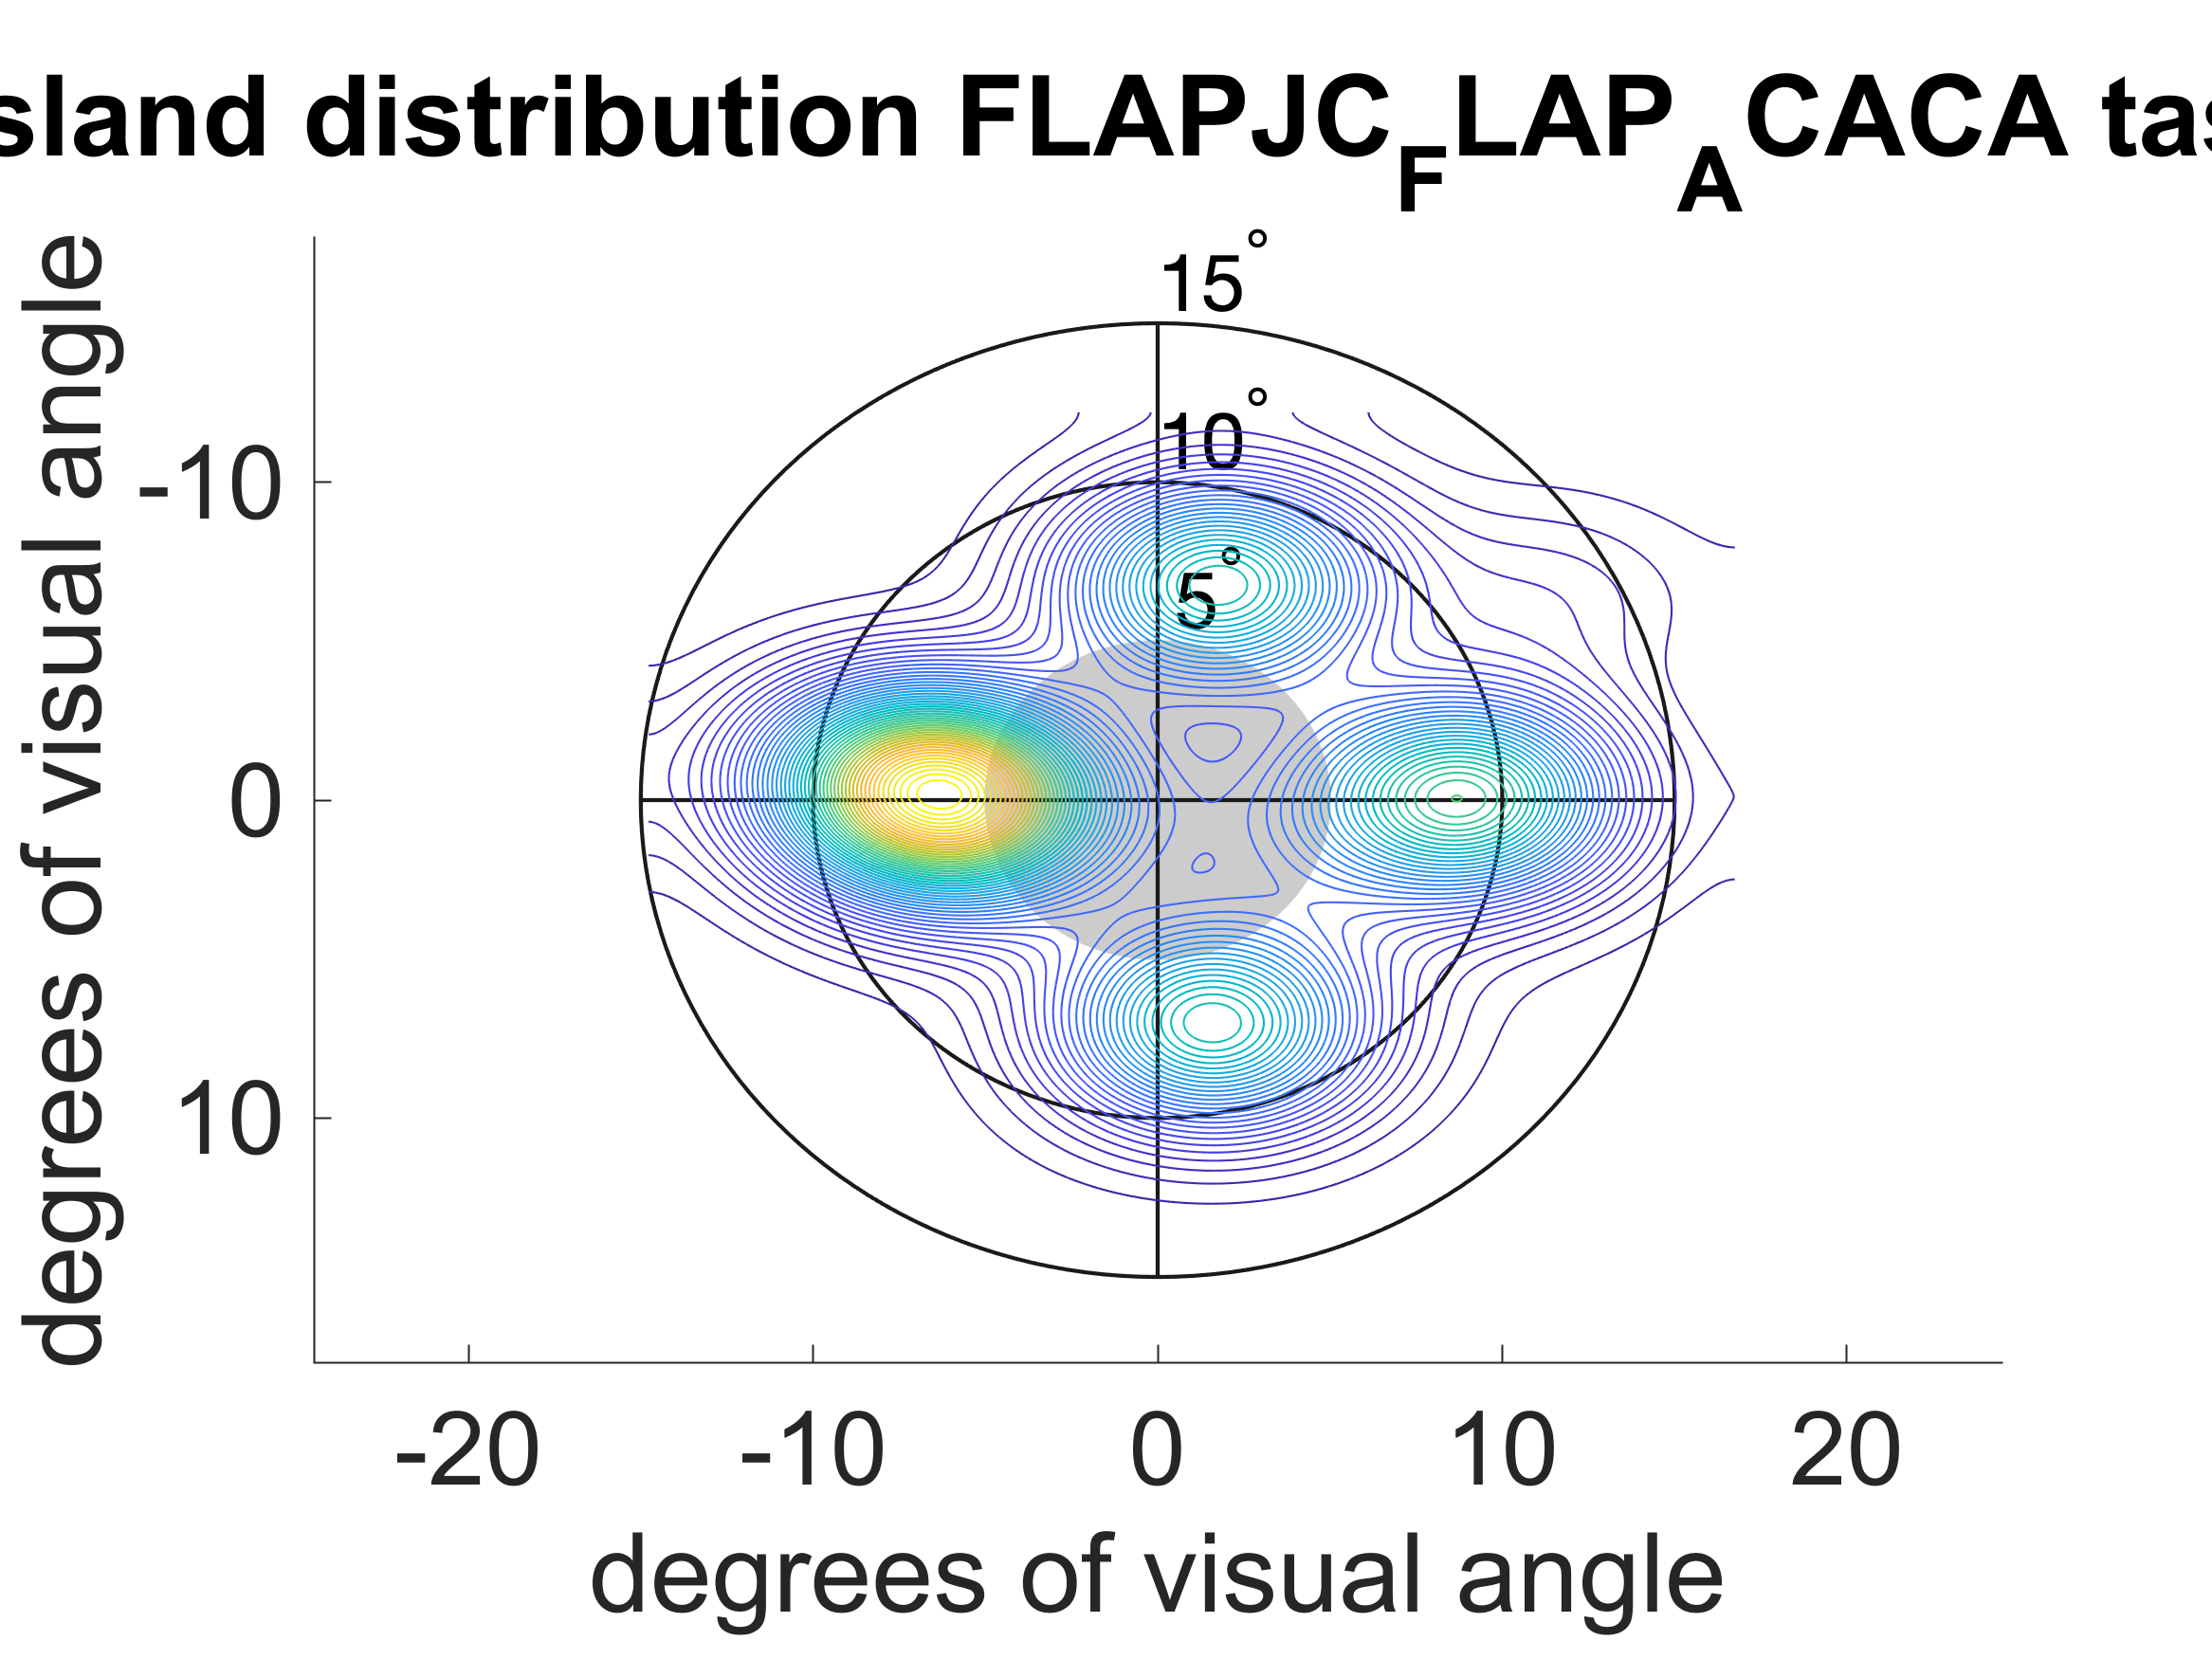 sland distribution FLAPJC_FLAP_ACACA tas
15°
10°
5°
degrees of visual angle
-10
0
10
-20 -10 0 10 20
degrees of visual angle